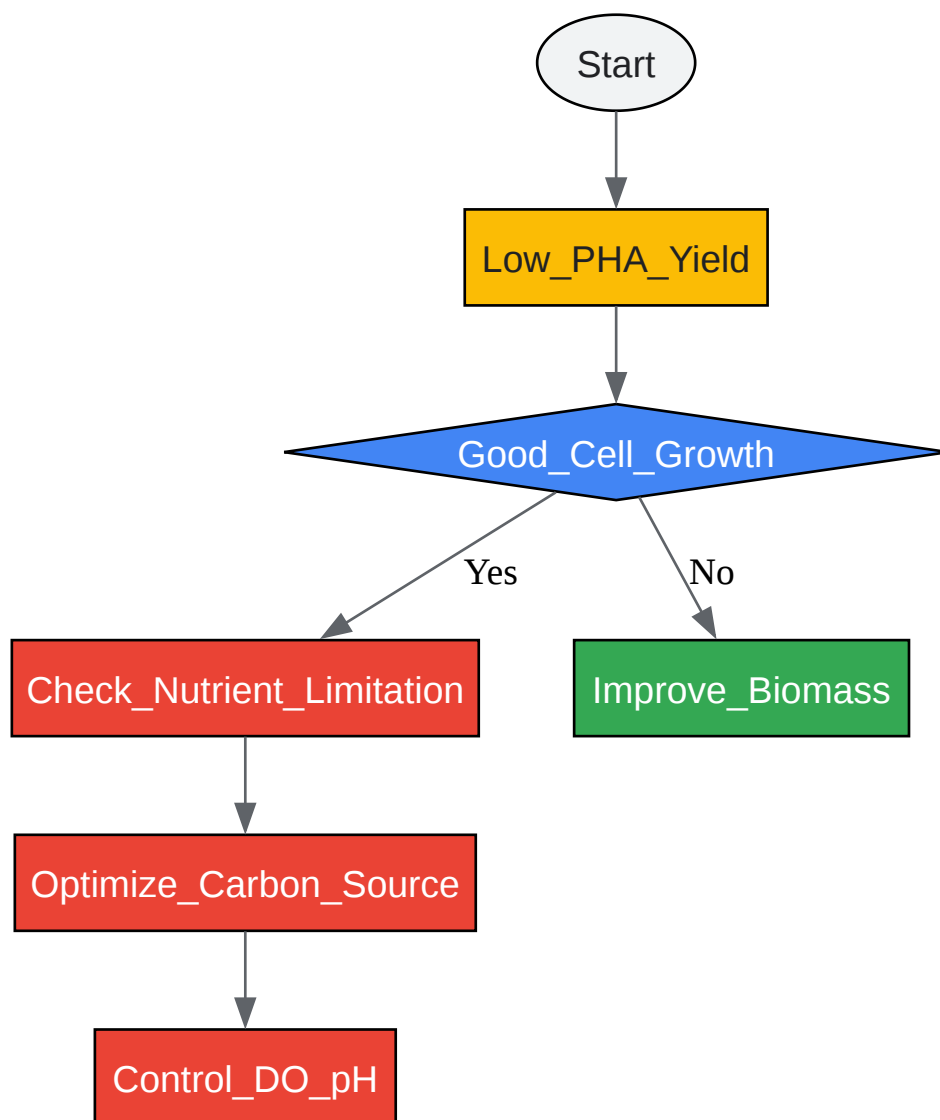 Start
Low_PHA_Yield
Good_Cell_Growth
Yes
No
Check_Nutrient_Limitation
Improve_Biomass
Optimize_Carbon_Source
Control_DO_pH